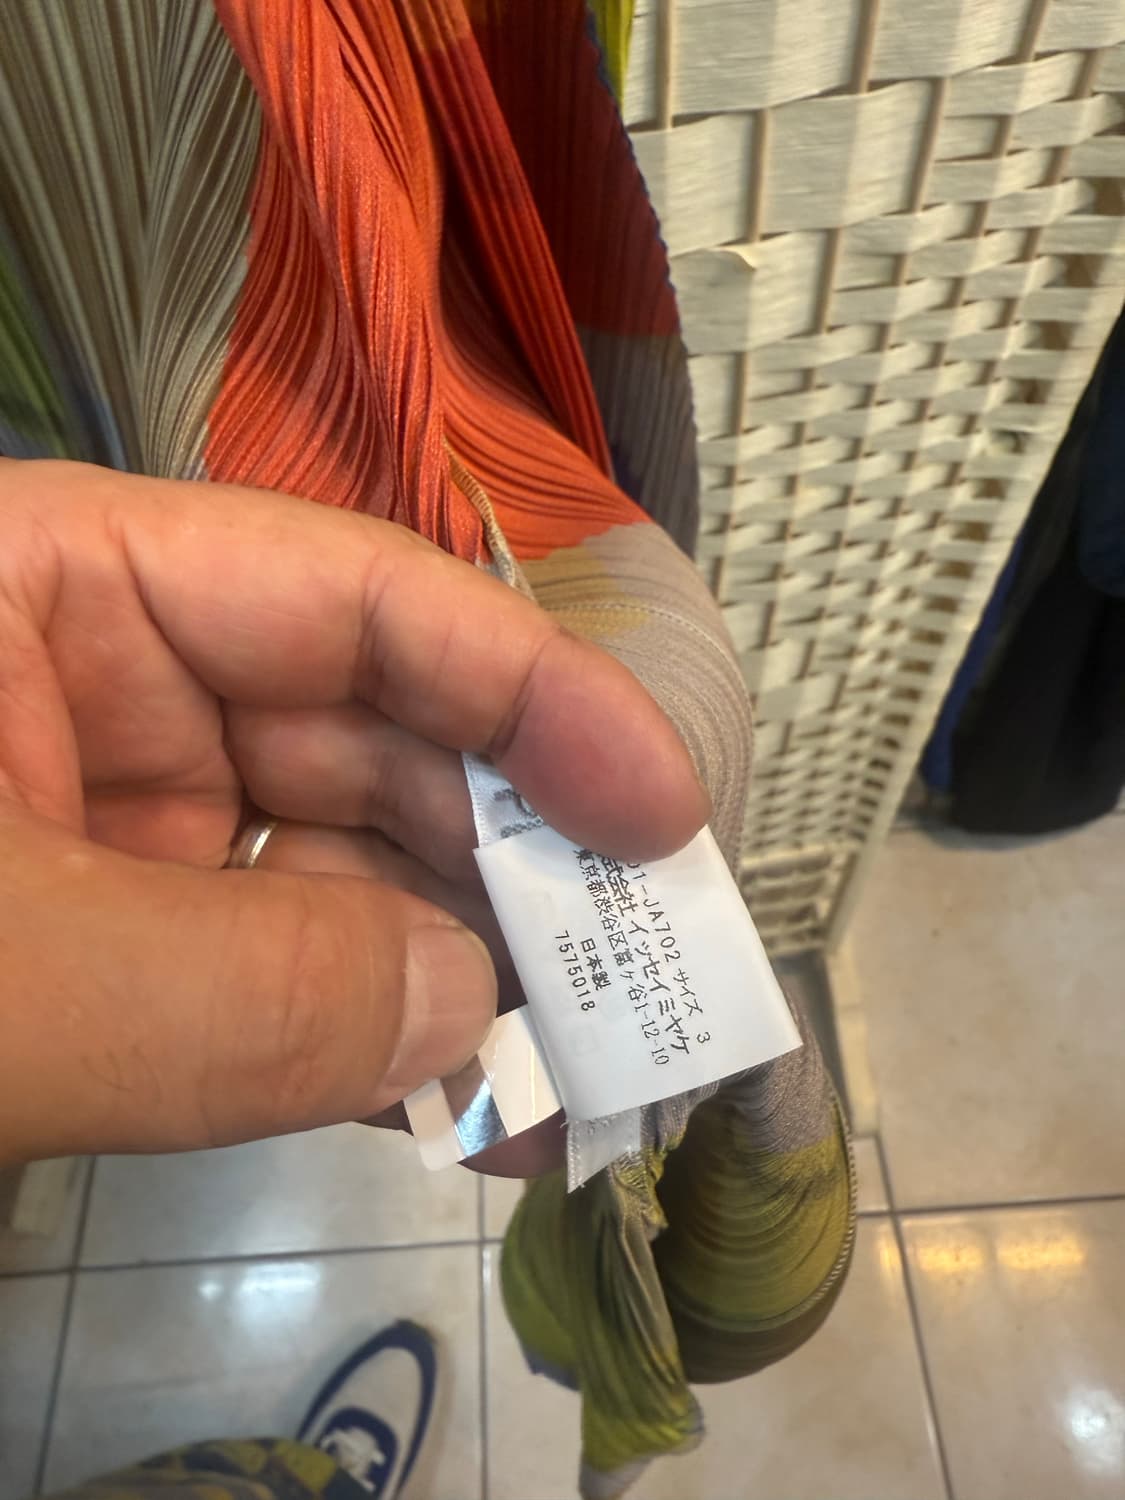 01-JA702 サイズ 3
式会社 イッセイミヤケ
東京都渋谷区富ヶ谷1-12-10
日本製
7575018